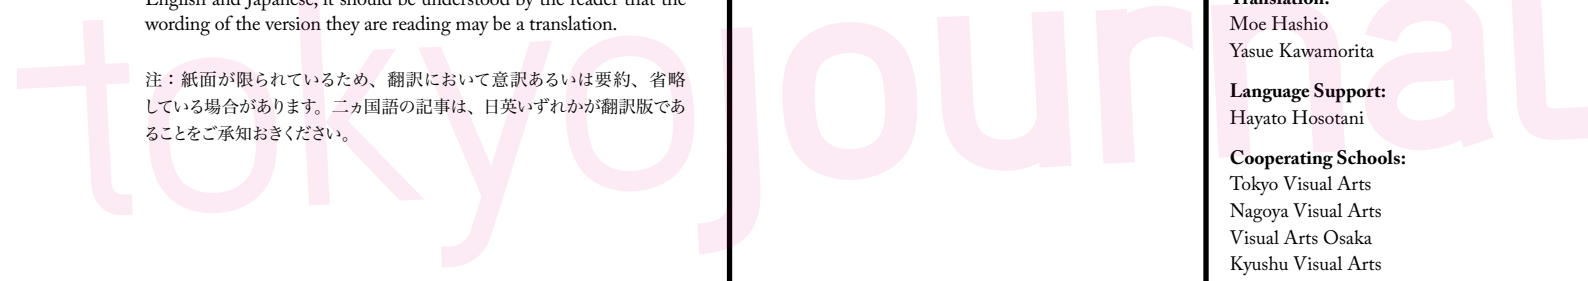 English and Japanese, it should be understood by the reader that the
wording of the version they are reading may be a translation.
注：紙面が限られているため、翻訳において意訳あるいは要約、省略
している場合があります。二ヵ国語の記事は、日英いずれかが翻訳版であ
ることをご承知おきください。
tokyojournal
Translation:
Moe Hashio
Yasue Kawamorita
Language Support:
Hayato Hosotani
Cooperating Schools:
Tokyo Visual Arts
Nagoya Visual Arts
Visual Arts Osaka
Kyushu Visual Arts